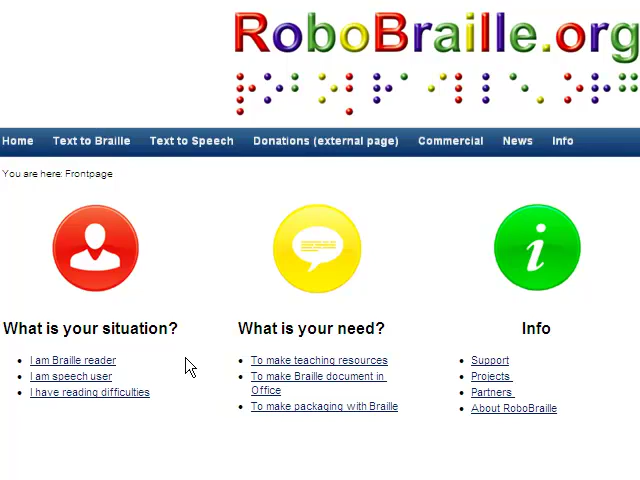 RoboBraille.org
Home Text to Braille Text to Speech Donations (external page) Commercial News Info
You are here: Frontpage
What is your situation?
I am Braille reader
I am speech user
I have reading difficulties
What is your need?
To make teaching resources
To make Braille document in
Office
To make packaging with Braille
Info
Support
Projects
Partners
About RoboBraille